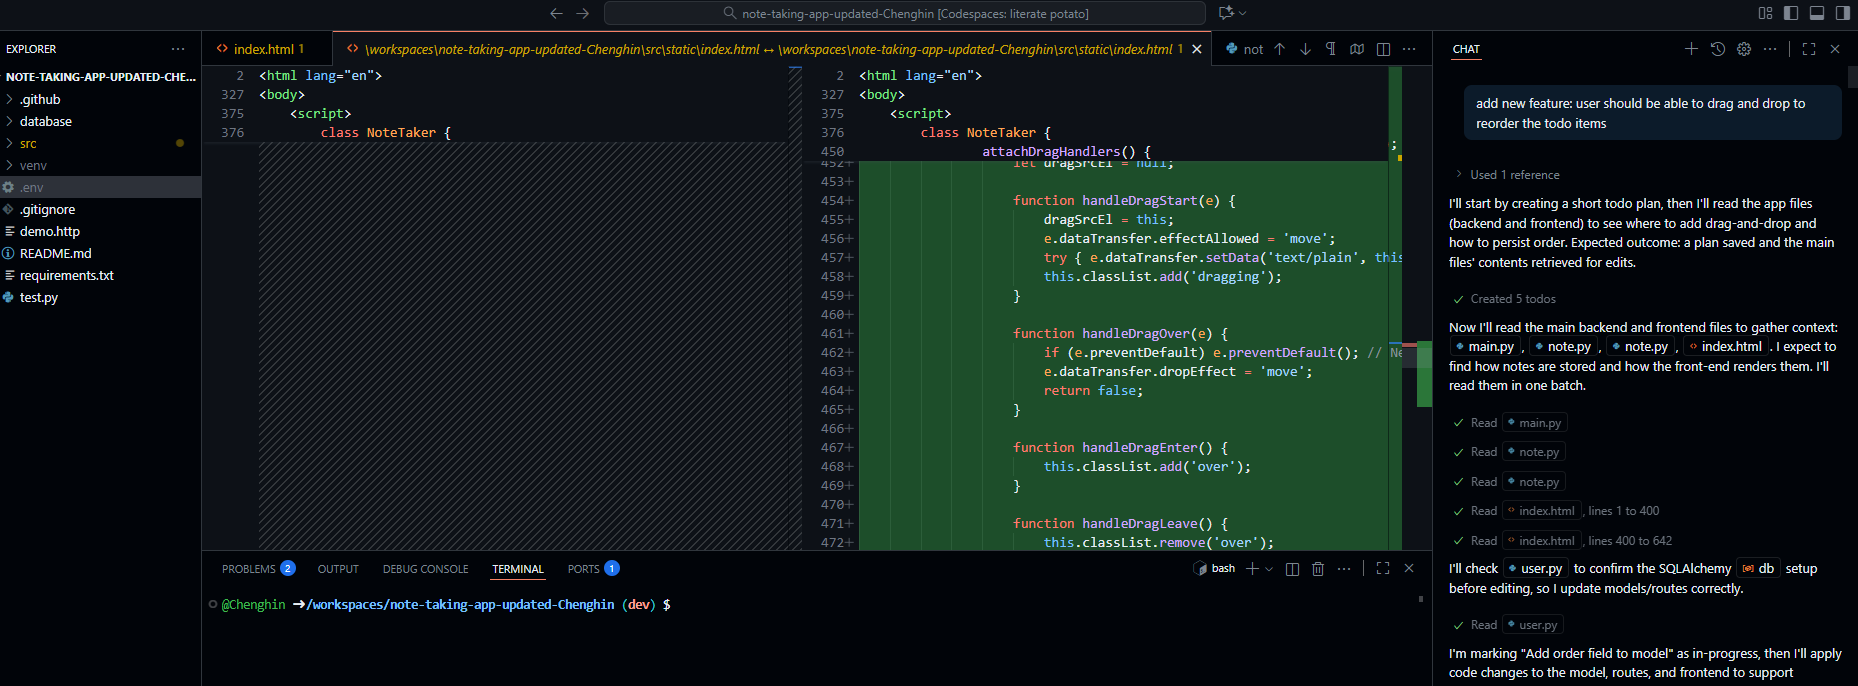 note-taking-app-updated-Chenghin [Codespaces: literate potato]
EXPLORER
NOTE-TAKING-APP-UPDATED-CHE...
.github
database
src
venv
.env
.gitignore
demo.http
README.md
requirements.txt
test.py
index.html 1
\workspaces\note-taking-app-updated-Chenghin\src\static\index.html ↔ \workspaces\note-taking-app-updated-Chenghin\src\static\index.html 1
not
2 <html lang="en">
327 <body>
375 <script>
376 class NoteTaker {
2 <html lang="en">
327 <body>
375 <script>
376 class NoteTaker {
450 attachDragHandlers() {
;
452+ let dragSrcEl = null;
453+
454+ function handleDragStart(e) {
455+ dragSrcEl = this;
456+ e.dataTransfer.effectAllowed = 'move';
457+ try { e.dataTransfer.setData('text/plain', this
458+ this.classList.add('dragging');
459+ }
460+
461+ function handleDragOver(e) {
462+ if (e.preventDefault) e.preventDefault(); // Ne
463+ e.dataTransfer.dropEffect = 'move';
464+ return false;
465+ }
466+
467+ function handleDragEnter() {
468+ this.classList.add('over');
469+ }
470+
471+ function handleDragLeave() {
472+ this.classList.remove('over');
PROBLEMS 2
OUTPUT
DEBUG CONSOLE
TERMINAL
PORTS 1
bash
@Chenghin ➜/workspaces/note-taking-app-updated-Chenghin (dev) $
CHAT
add new feature: user should be able to drag and drop to
reorder the todo items
Used 1 reference
I'll start by creating a short todo plan, then I'll read the app files
(backend and frontend) to see where to add drag-and-drop and
how to persist order. Expected outcome: a plan saved and the main
files' contents retrieved for edits.
Created 5 todos
Now I'll read the main backend and frontend files to gather context:
main.py , note.py , note.py , index.html . I expect to
find how notes are stored and how the front-end renders them. I'll
read them in one batch.
Read main.py
Read note.py
Read note.py
Read index.html , lines 1 to 400
Read index.html , lines 400 to 642
I'll check user.py to confirm the SQLAlchemy db setup
before editing, so I update models/routes correctly.
Read user.py
I'm marking "Add order field to model" as in-progress, then I'll apply
code changes to the model, routes, and frontend to support